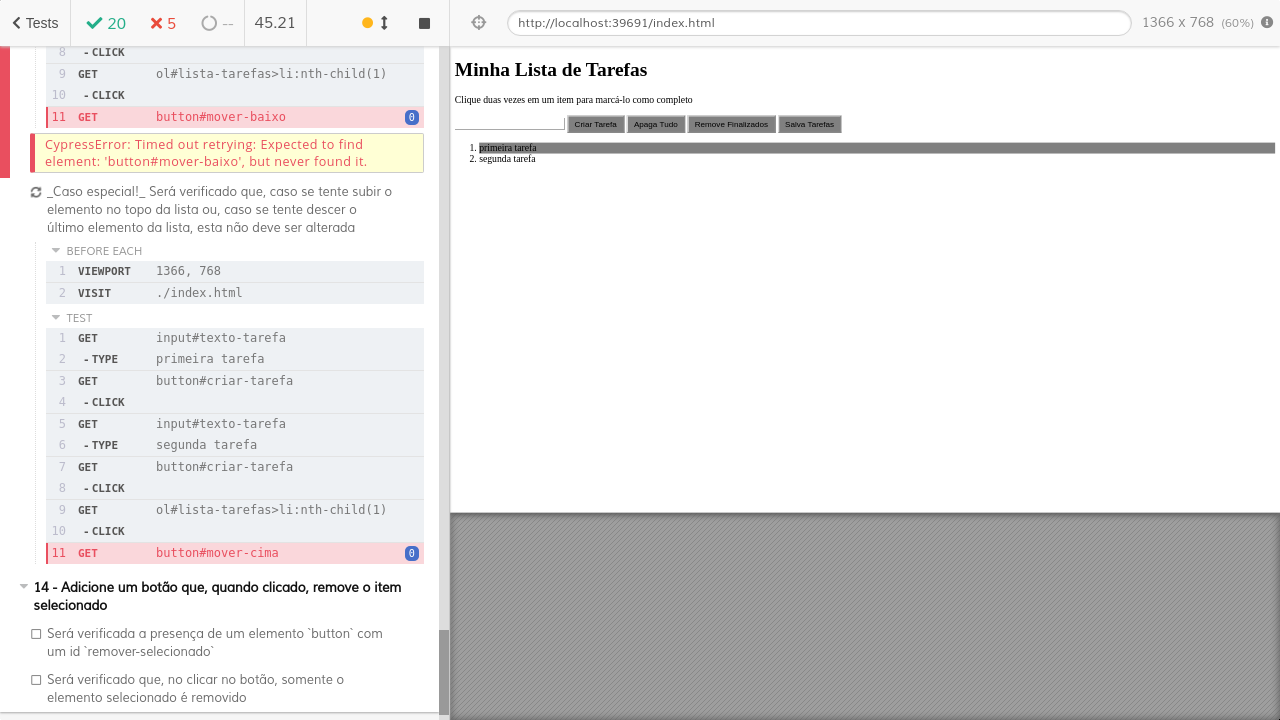 Tests
20
5
--
45.21
8 - CLICK
9 GET ol#lista-tarefas>li:nth-child(1)
10 - CLICK
11 GET button#mover-baixo 0
CypressError: Timed out retrying: Expected to find
element: 'button#mover-baixo', but never found it.
_Caso especial!_ Será verificado que, caso se tente subir o
elemento no topo da lista ou, caso se tente descer o
último elemento da lista, esta não deve ser alterada
BEFORE EACH
1 VIEWPORT 1366, 768
2 VISIT ./index.html
TEST
1 GET input#texto-tarefa
2 - TYPE primeira tarefa
3 GET button#criar-tarefa
4 - CLICK
5 GET input#texto-tarefa
6 - TYPE segunda tarefa
7 GET button#criar-tarefa
8 - CLICK
9 GET ol#lista-tarefas>li:nth-child(1)
10 - CLICK
11 GET button#mover-cima 0
14 - Adicione um botão que, quando clicado, remove o item
selecionado
Será verificada a presença de um elemento `button` com
um id `remover-selecionado`
Será verificado que, no clicar no botão, somente o
elemento selecionado é removido
http://localhost:39691/index.html
1366 x 768 (60%)
Minha Lista de Tarefas
Clique duas vezes em um item para marcá-lo como completo
Criar Tarefa Apaga Tudo Remove Finalizados Salva Tarefas
1. primeira tarefa
2. segunda tarefa